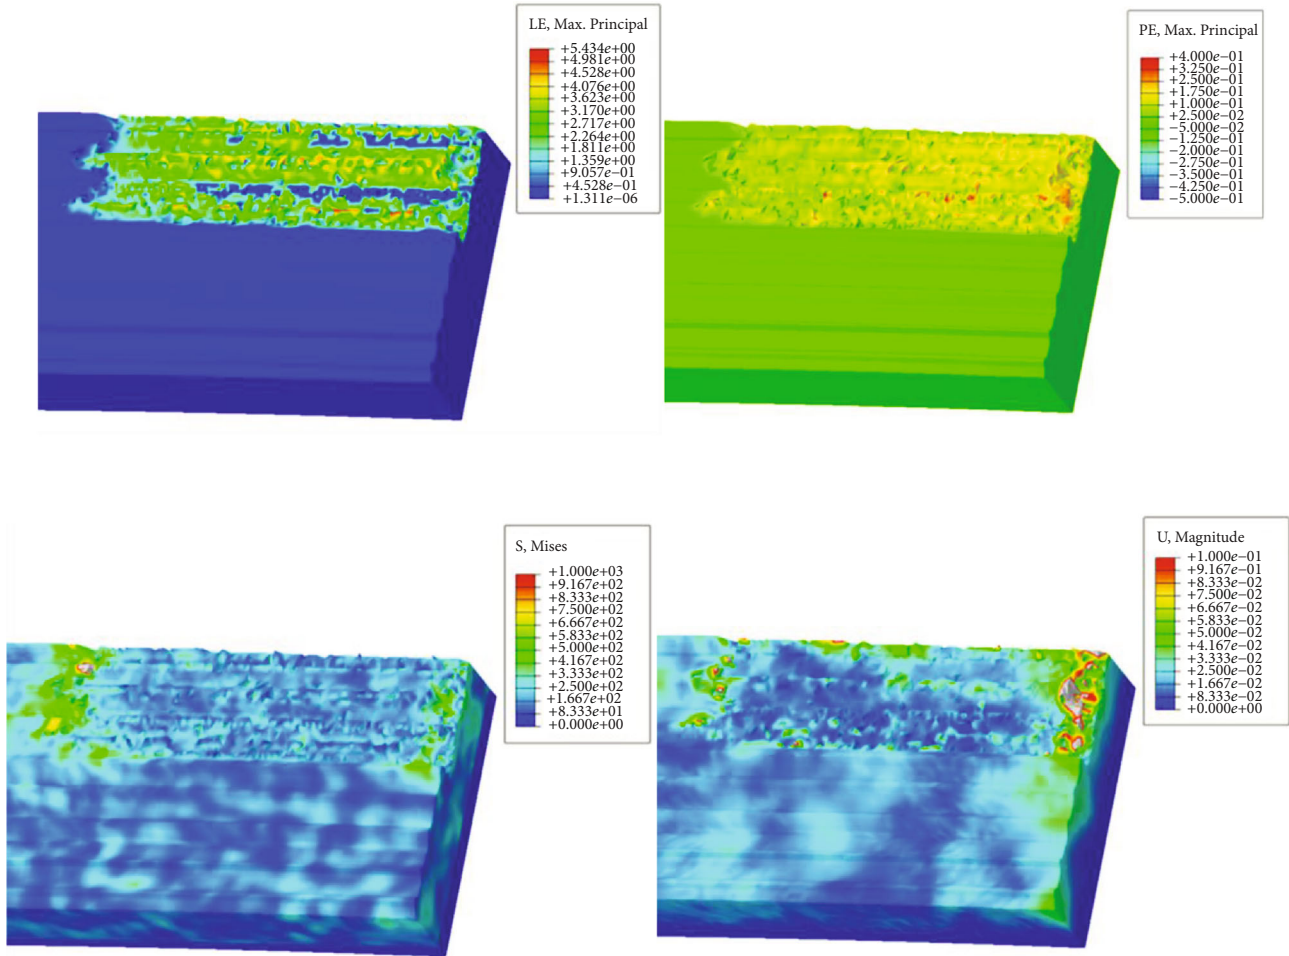 LE, Max. Principal
+5.434e+00
+4.981e+00
+4.528e+00
+4.076e+00
+3.623e+00
+3.170e+00
+2.717e+00
+2.264e+00
+1.811e+00
+1.359e+00
+9.057e−01
+4.528e−01
+1.311e−06
PE, Max. Principal
+4.000e−01
+3.250e−01
+2.500e−01
+1.750e−01
+1.000e−01
+2.500e−02
−5.000e−02
−1.250e−01
−2.000e−01
−2.750e−01
−3.500e−01
−4.250e−01
−5.000e−01
S, Mises
+1.000e+03
+9.167e+02
+8.333e+02
+7.500e+02
+6.667e+02
+5.833e+02
+5.000e+02
+4.167e+02
+3.333e+02
+2.500e+02
+1.667e+02
+8.333e+01
+0.000e+00
U, Magnitude
+1.000e−01
+9.167e−01
+8.333e−02
+7.500e−02
+6.667e−02
+5.833e−02
+5.000e−02
+4.167e−02
+3.333e−02
+2.500e−02
+1.667e−02
+8.333e−02
+0.000e+00